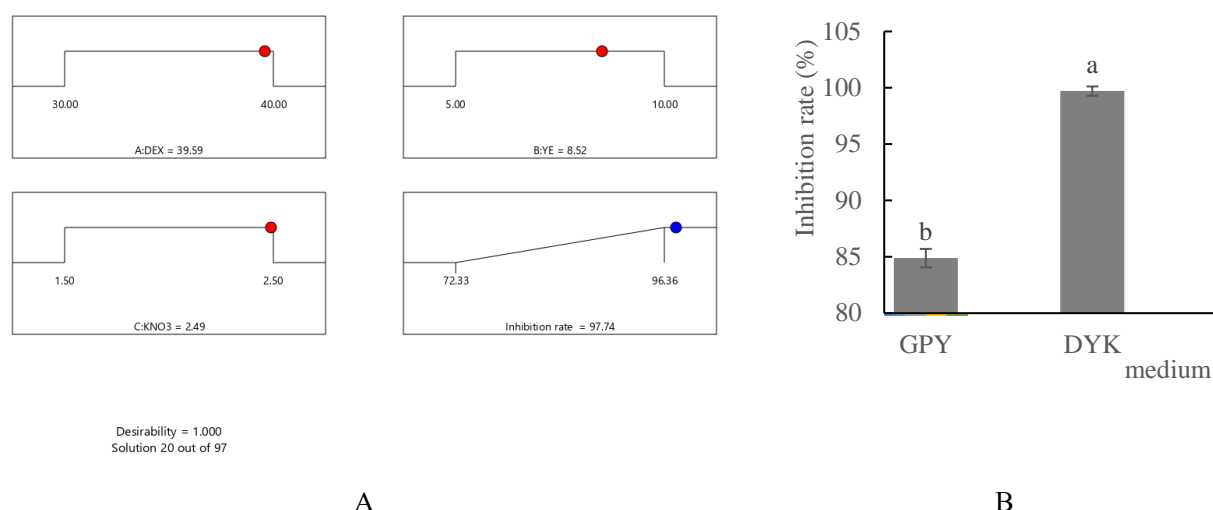 30.00
40.00
A:DEX = 39.59
5.00
10.00
B:YE = 8.52
1.50
2.50
C:KNO3 = 2.49
72.33
96.36
Inhibition rate = 97.74
Desirability = 1.000
Solution 20 out of 97
A
Inhibition rate (%)
105
100
95
90
85
80
b
a
GPY
DYK
medium
B